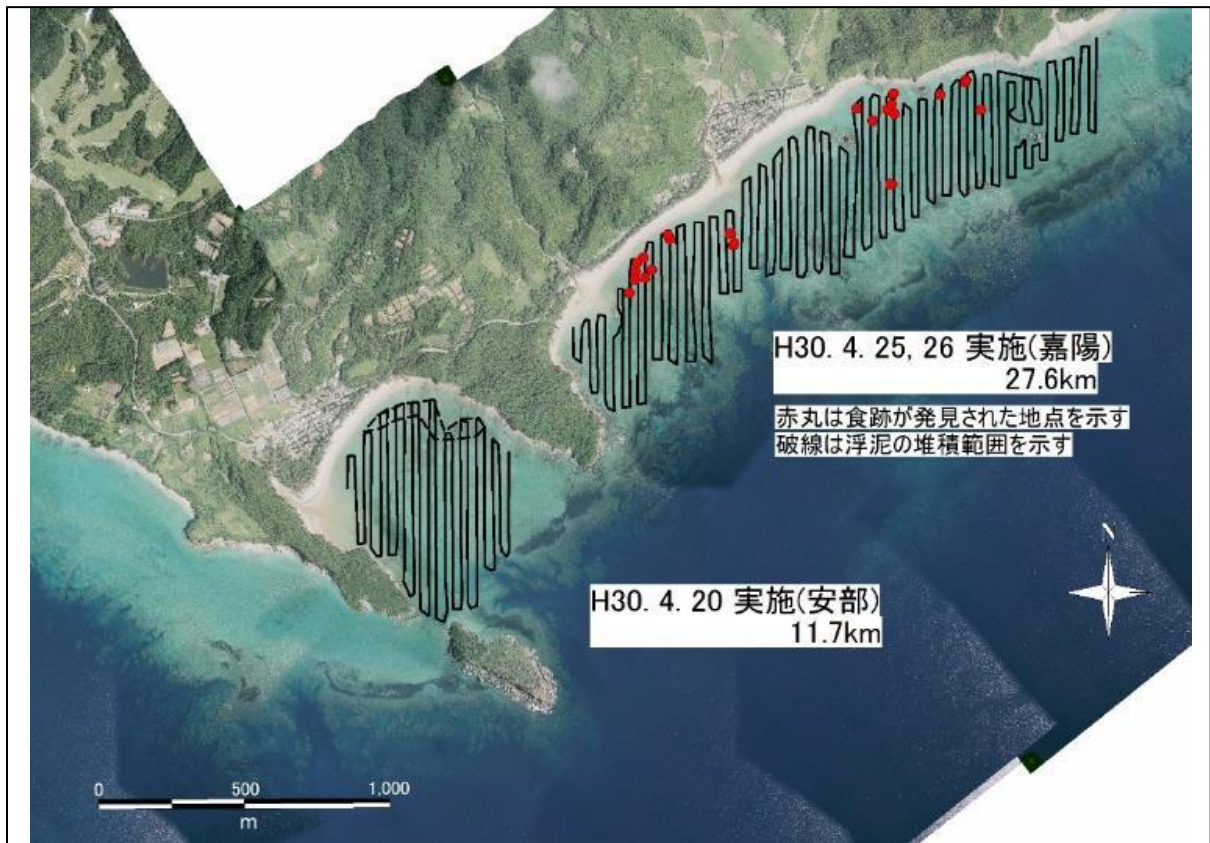 H30. 4. 25, 26 実施(嘉陽)
27.6km
赤丸は食跡が発見された地点を示す
破線は浮泥の堆積範囲を示す
H30. 4. 20 実施(安部)
11.7km
0 500 1,000
m